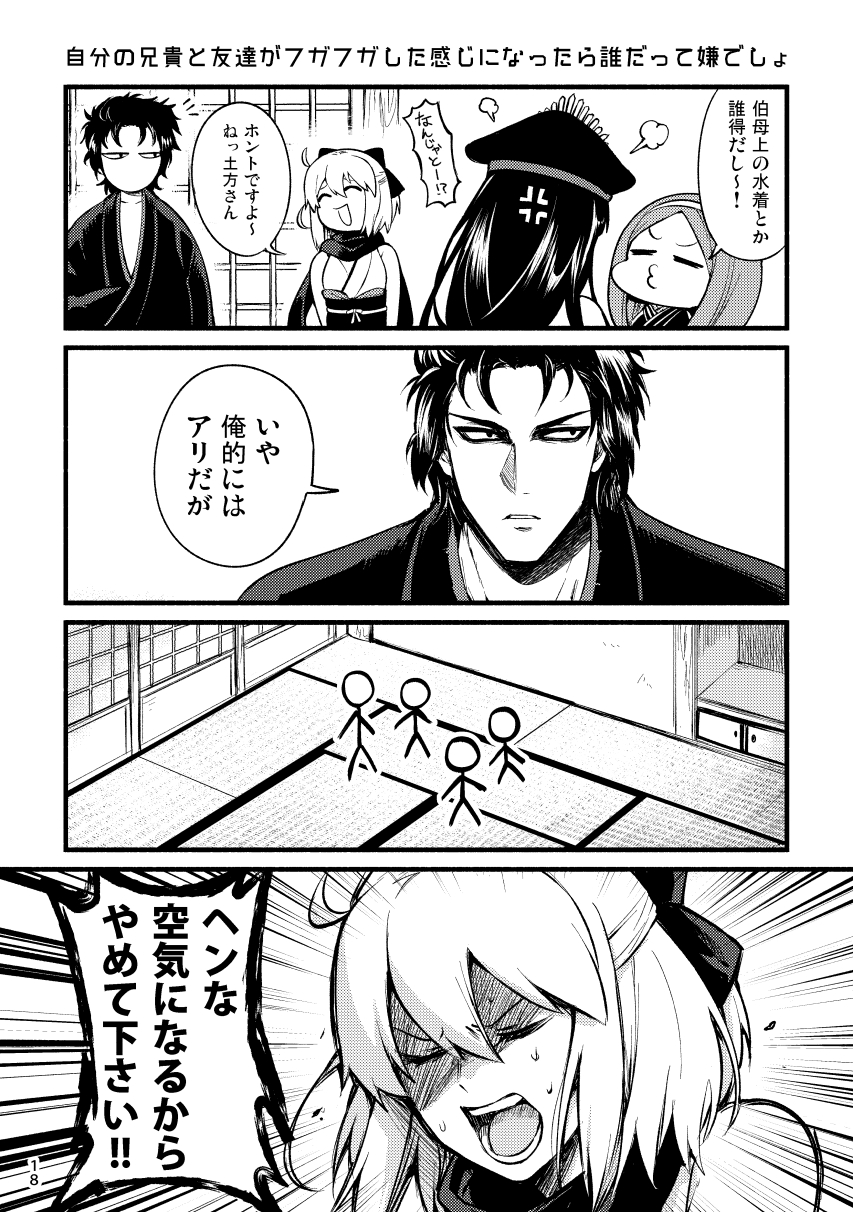 自分の兄貴と友達がフガフガした感じになったら誰だって嫌でしょ
伯母上の水着とか
誰得だし～！
なんじゃとー!?
ホントですよ～
ねっ土方さん
いや
俺的には
アリだが
ヘンな
空気になるから
やめて下さい!!
18